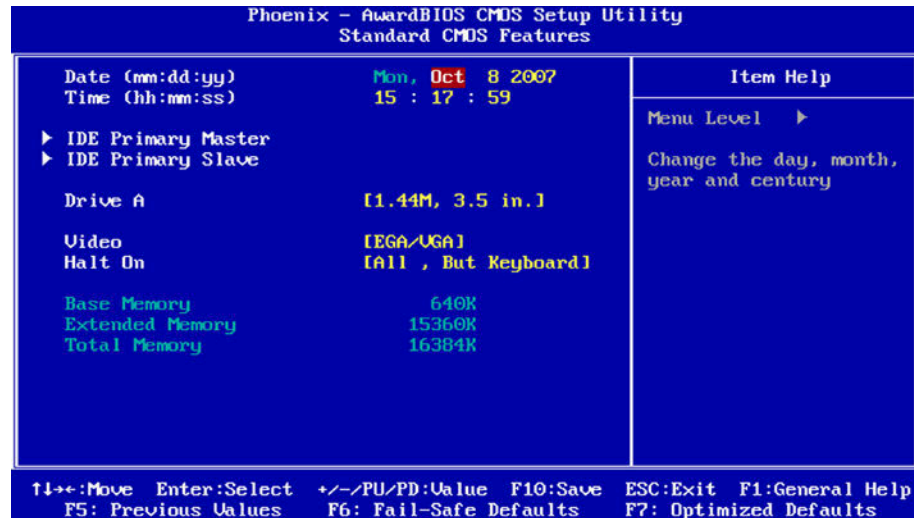 Phoenix - AwardBIOS CMOS Setup Utility
Standard CMOS Features
Date (mm:dd:yy) Mon, Oct 8 2007
Time (hh:mm:ss) 15 : 17 : 59
▶ IDE Primary Master
▶ IDE Primary Slave
Drive A [1.44M, 3.5 in.]
Video [EGA/VGA]
Halt On [All , But Keyboard]
Base Memory 640K
Extended Memory 15360K
Total Memory 16384K
Item Help
Menu Level ▶
Change the day, month,
year and century
↑↓→←:Move Enter:Select +/-/PU/PD:Value F10:Save ESC:Exit F1:General Help
F5: Previous Values F6: Fail-Safe Defaults F7: Optimized Defaults